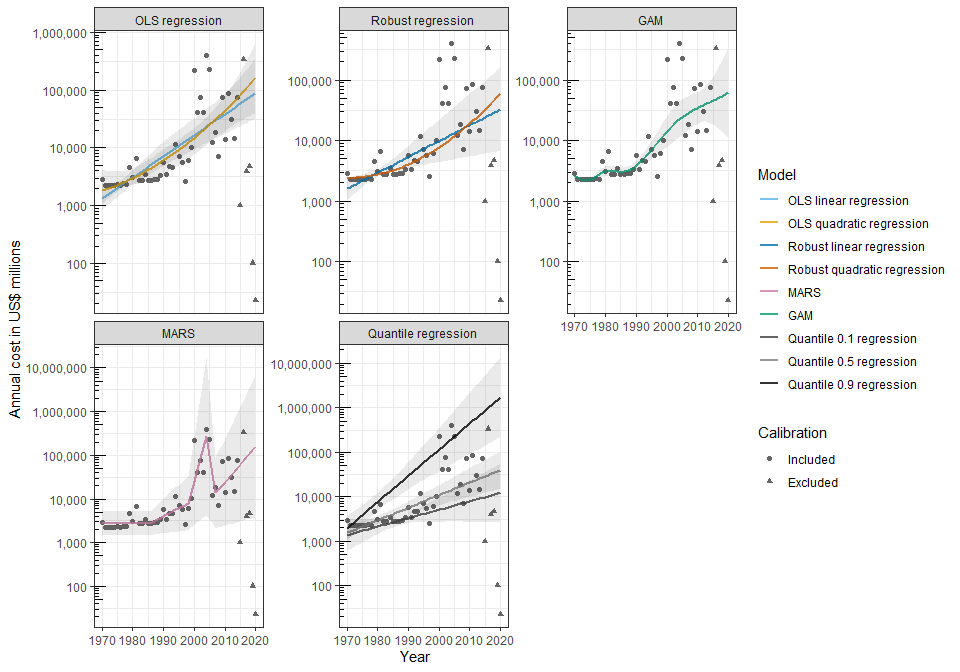 OLS regression
Robust regression
GAM
1,000,000
100,000
10,000
1,000
100
100,000
10,000
1,000
100
100,000
10,000
1,000
100
1970 1980 1990 2000 2010 2020
MARS
Quantile regression
10,000,000
1,000,000
100,000
10,000
1,000
100
10,000,000
1,000,000
100,000
10,000
1,000
100
1970 1980 1990 2000 2010 2020
1970 1980 1990 2000 2010 2020
Annual cost in US$ millions
Year
Model
OLS linear regression
OLS quadratic regression
Robust linear regression
Robust quadratic regression
MARS
GAM
Quantile 0.1 regression
Quantile 0.5 regression
Quantile 0.9 regression
Calibration
Included
Excluded